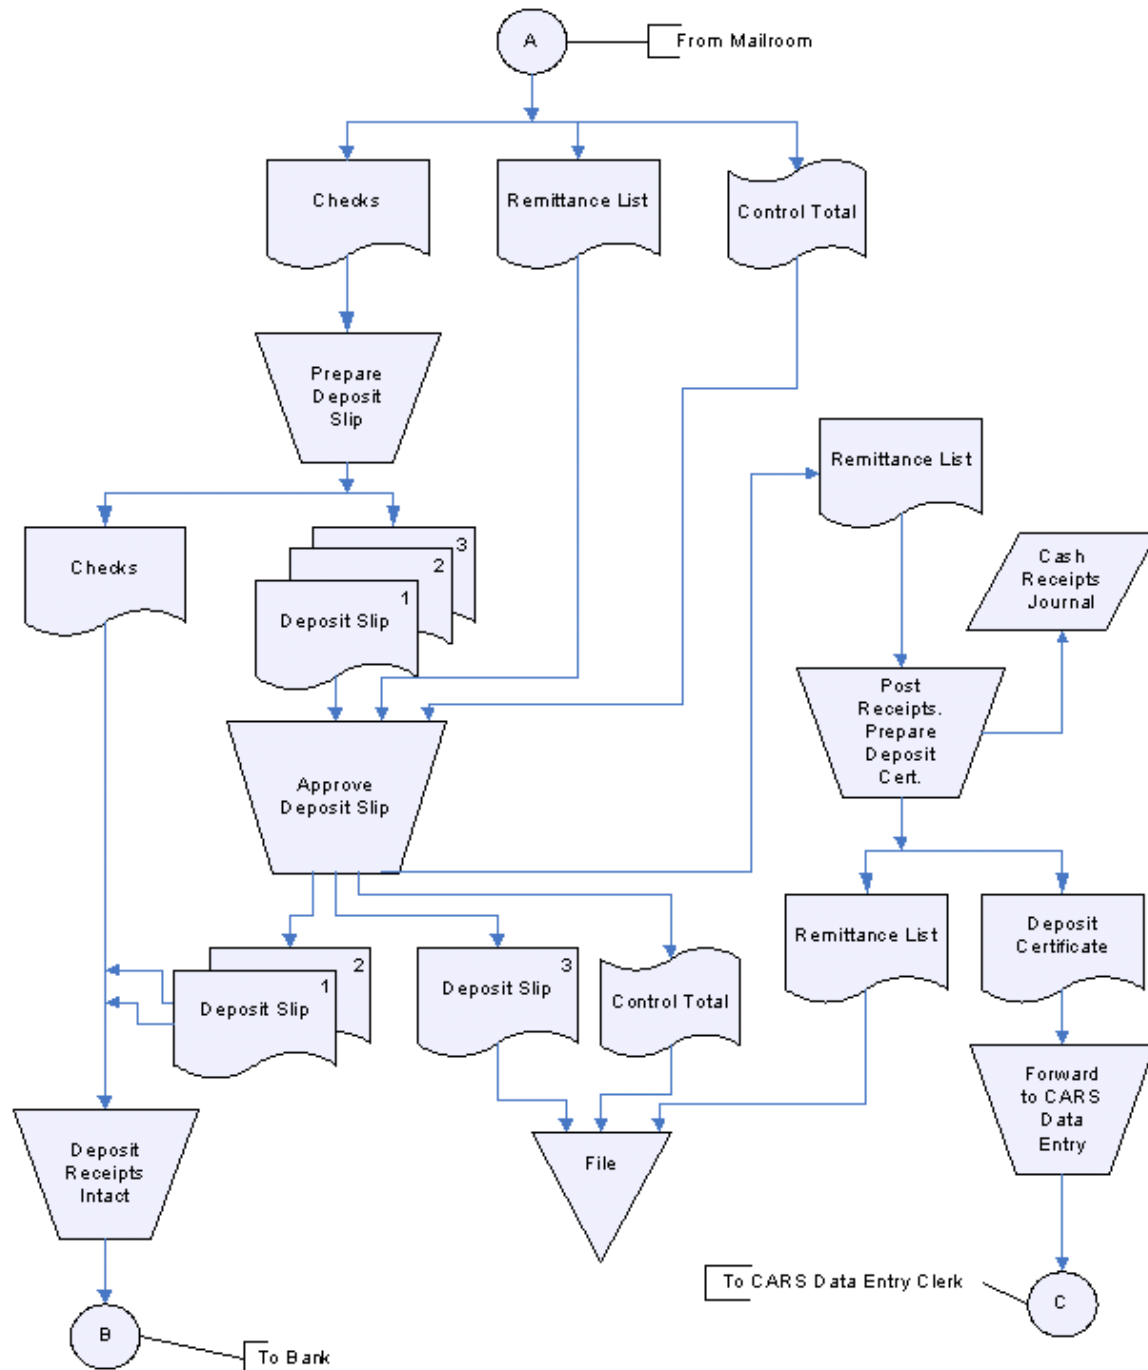 A
From Mailroom
Checks
Remittance List
Control Total
Prepare
Deposit
Slip
Remittance List
Checks
3
2
1
Deposit Slip
Cash
Receipts
Journal
Post
Receipts.
Prepare
Deposit
Cert.
Approve
Deposit Slip
Remittance List
Deposit
Certificate
2
1
Deposit Slip
3
Deposit Slip
Control Total
Forward
to CARS
Data
Entry
Deposit
Receipts
Intact
File
To CARS Data Entry Clerk
C
B
To Bank